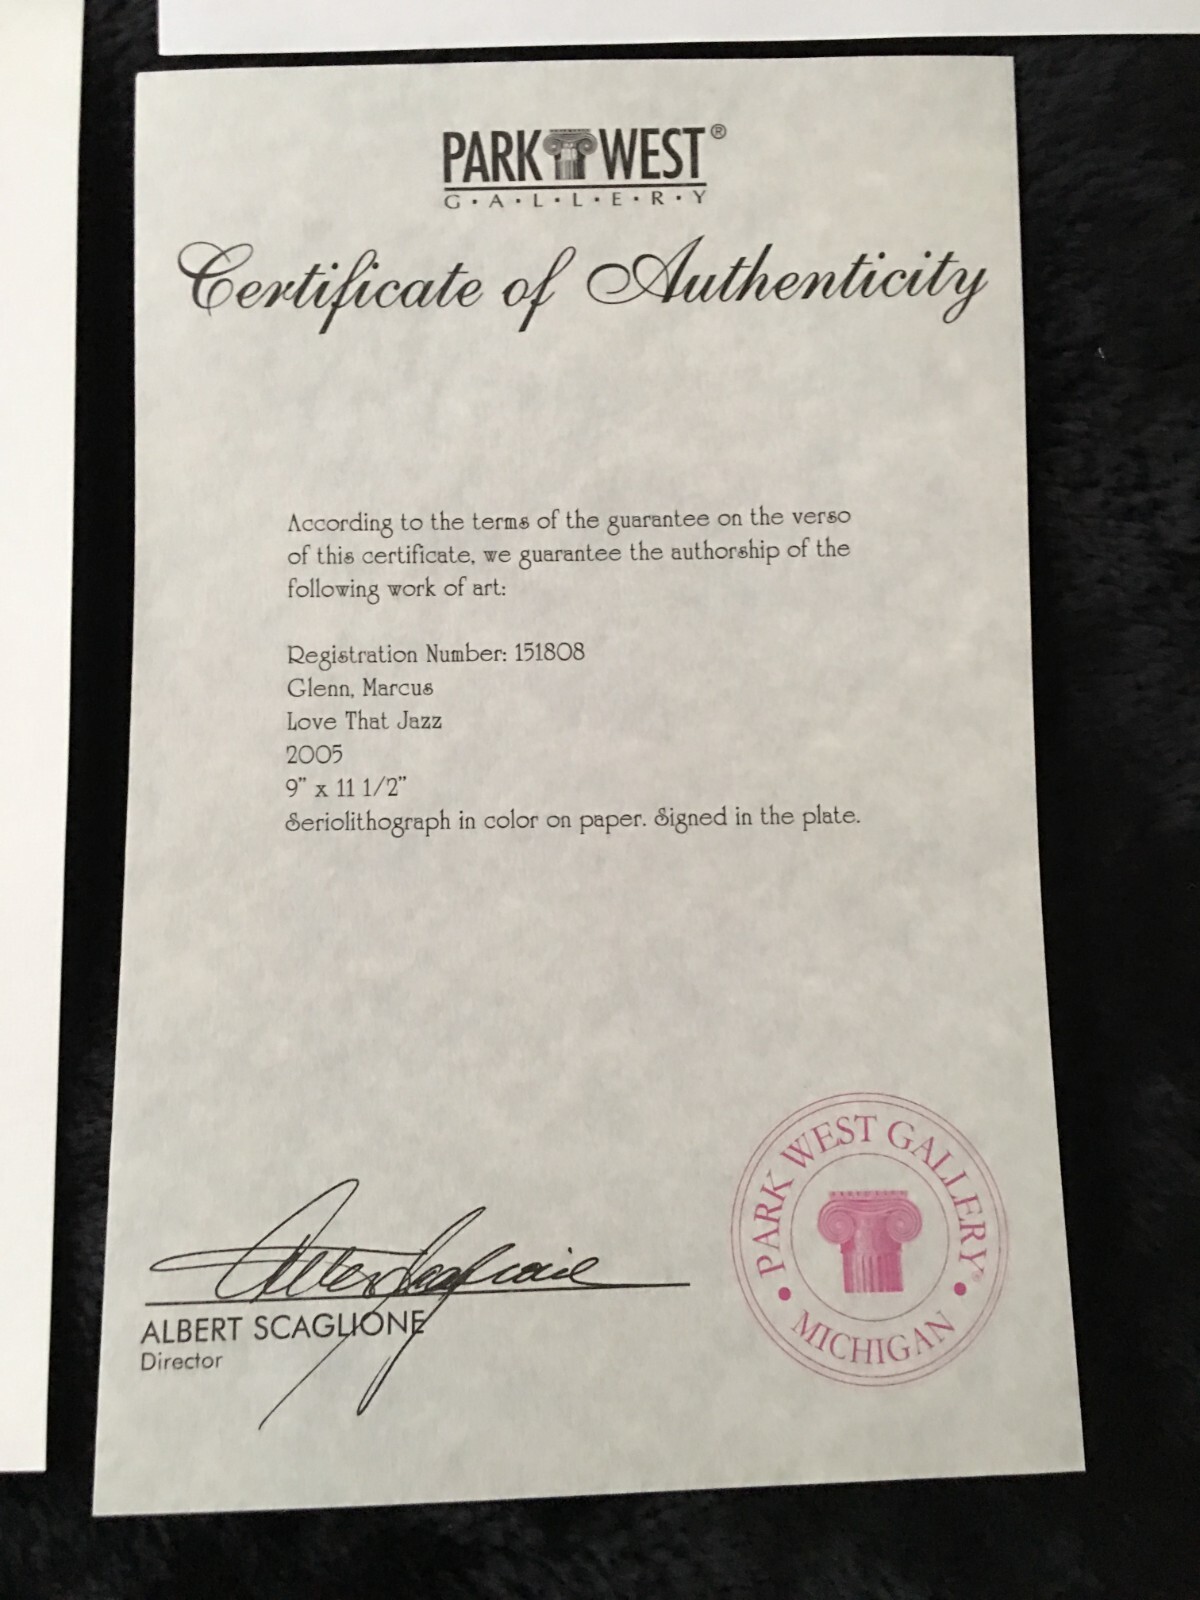 PARK WEST®
G·A·L·L·E·R·Y
Certificate of Authenticity
According to the terms of the guarantee on the verso
of this certificate, we guarantee the authorship of the
following work of art:
Registration Number: 151808
Glenn, Marcus
Love That Jazz
2005
9" x 11 1/2"
Seriolithograph in color on paper. Signed in the plate.
Albert Scaglione
ALBERT SCAGLIONE
Director
PARK WEST GALLERY®
• MICHIGAN •